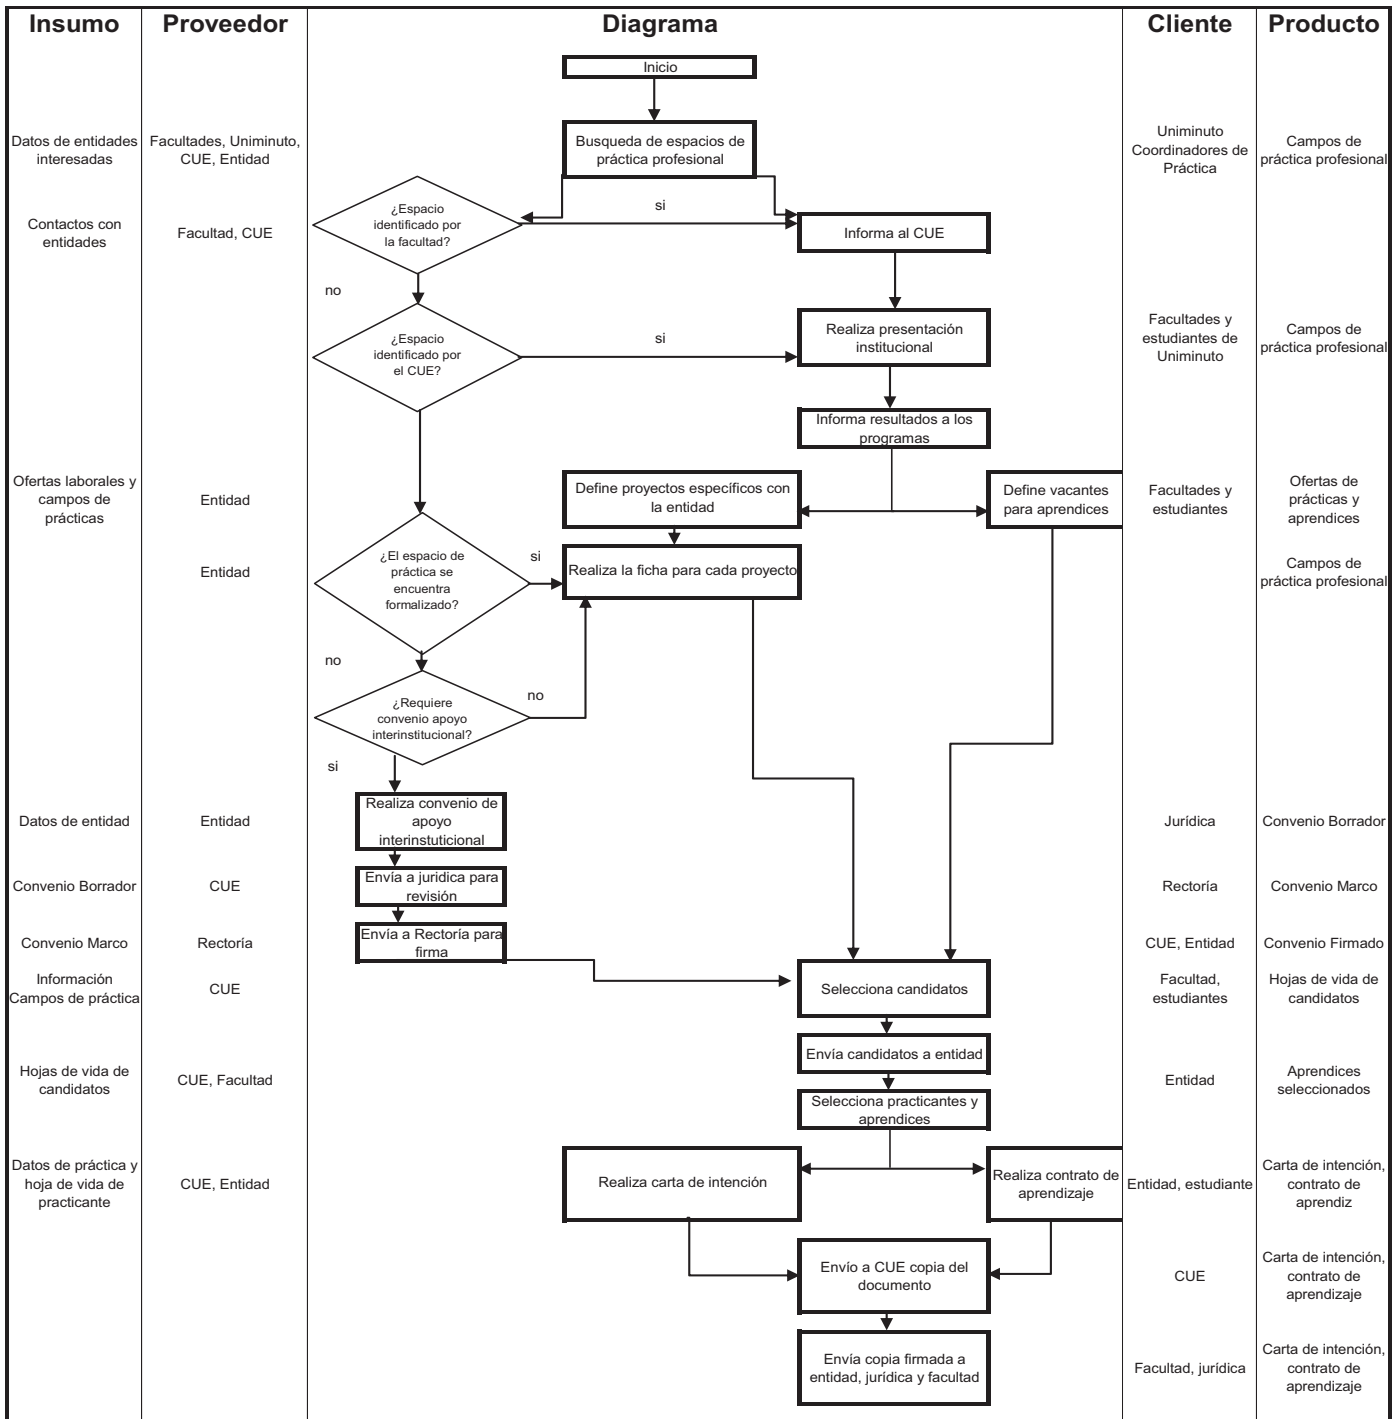 Insumo
Proveedor
Diagrama
Cliente
Producto
Inicio
Datos de entidades
interesadas
Facultades, Uniminuto,
CUE, Entidad
Busqueda de espacios de
práctica profesional
Uniminuto
Coordinadores de
Práctica
Campos de
práctica profesional
Contactos con
entidades
Facultad, CUE
¿Espacio
identificado por
la facultad?
si
Informa al CUE
no
¿Espacio
identificado por
el CUE?
si
Realiza presentación
institucional
Facultades y
estudiantes de
Uniminuto
Campos de
práctica profesional
Informa resultados a los
programas
Ofertas laborales y
campos de
prácticas
Entidad
Define proyectos específicos con
la entidad
Define vacantes
para aprendices
Facultades y
estudiantes
Ofertas de
prácticas y
aprendices
Entidad
¿El espacio de
práctica se
encuentra
formalizado?
si
Realiza la ficha para cada proyecto
Campos de
práctica profesional
no
¿Requiere
convenio apoyo
interinstitucional?
no
si
Datos de entidad
Entidad
Realiza convenio de
apoyo
interinstuticional
Jurídica
Convenio Borrador
Convenio Borrador
CUE
Envía a juridica para
revisión
Rectoría
Convenio Marco
Convenio Marco
Rectoría
Envía a Rectoría para
firma
CUE, Entidad
Convenio Firmado
Información
Campos de práctica
CUE
Selecciona candidatos
Facultad,
estudiantes
Hojas de vida de
candidatos
Envía candidatos a entidad
Hojas de vida de
candidatos
CUE, Facultad
Selecciona practicantes y
aprendices
Entidad
Aprendices
seleccionados
Datos de práctica y
hoja de vida de
practicante
CUE, Entidad
Realiza carta de intención
Realiza contrato de
aprendizaje
Entidad, estudiante
Carta de intención,
contrato de
aprendiz
Envío a CUE copia del
documento
CUE
Carta de intención,
contrato de
aprendizaje
Envía copia firmada a
entidad, jurídica y facultad
Facultad, jurídica
Carta de intención,
contrato de
aprendizaje